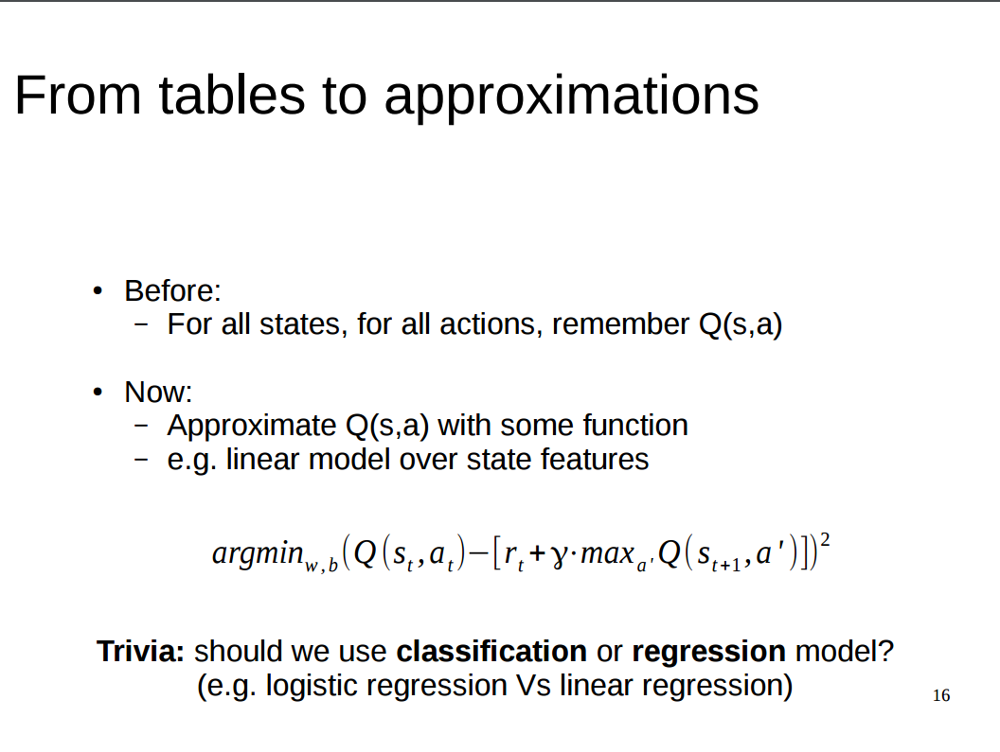 From tables to approximations
• Before:
– For all states, for all actions, remember Q(s,a)
• Now:
– Approximate Q(s,a) with some function
– e.g. linear model over state features
argmin_{w,b}(Q(s_t,a_t)−[r_t+γ·max_{a'}Q(s_{t+1},a')])^2
Trivia: should we use classification or regression model?
(e.g. logistic regression Vs linear regression)
16